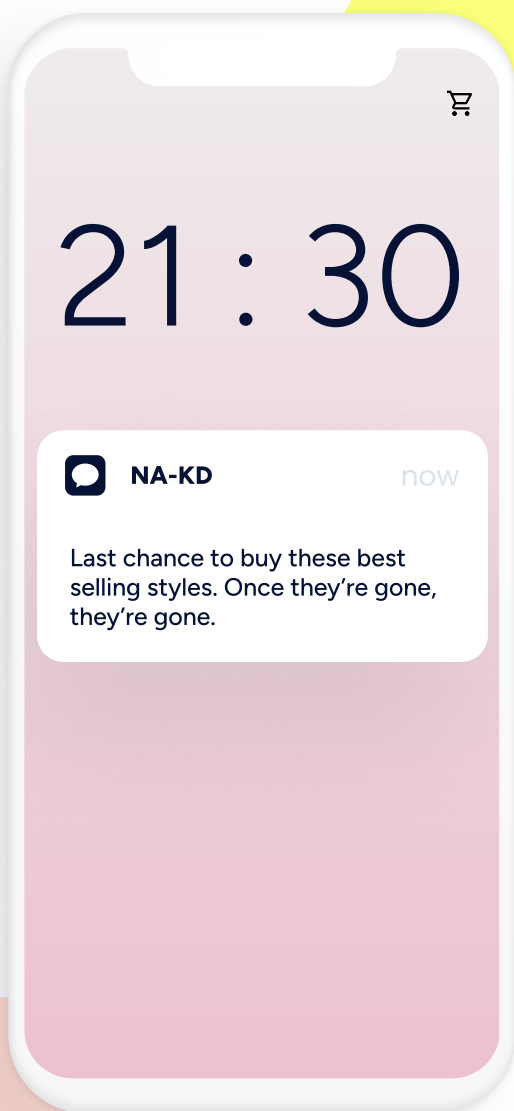 21 : 30
NA-KD
now
Last chance to buy these best
selling styles. Once they’re gone,
they’re gone.